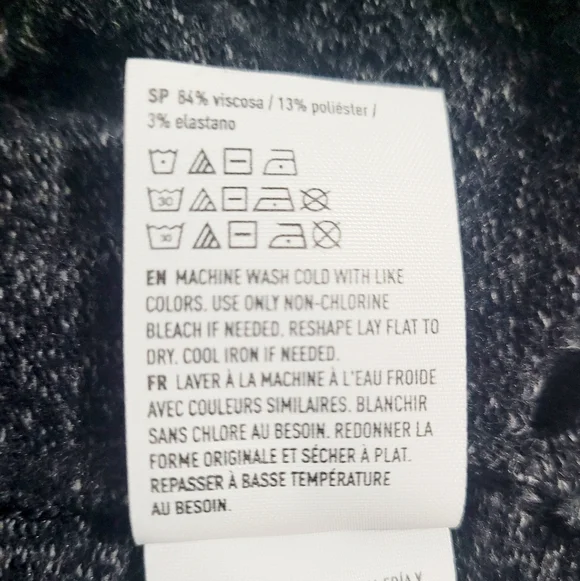 SP 84% viscosa / 13% poliéster /
3% elastano
30
30
EN MACHINE WASH COLD WITH LIKE
COLORS. USE ONLY NON-CHLORINE
BLEACH IF NEEDED. RESHAPE LAY FLAT TO
DRY. COOL IRON IF NEEDED.
FR LAVER À LA MACHINE À L'EAU FROIDE
AVEC COULEURS SIMILAIRES. BLANCHIR
SANS CHLORE AU BESOIN. REDONNER LA
FORME ORIGINALE ET SÉCHER À PLAT.
REPASSER À BASSE TEMPÉRATURE
AU BESOIN.